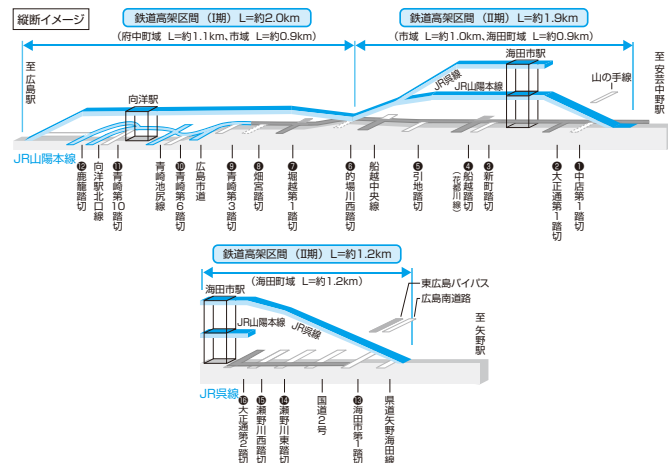 縦断イメージ
鉄道高架区間（Ⅰ期）L=約2.0km
（府中町域 L=約1.1km、市域 L=約0.9km）
鉄道高架区間（Ⅱ期）L=約1.9km
（市域 L=約1.0km、海田町域 L=約0.9km）
至 広島駅
向洋駅
海田市駅
JR呉線
JR山陽本線
山の手線
至 安芸中野駅
JR山陽本線
⑫鹿籠踏切
向洋駅北口線
⑪青崎第10踏切
青崎池尻線
⑩青崎第6踏切
広島市道
⑨青崎第3踏切
⑧畑宮踏切
⑦堀越第1踏切
⑥的場川西踏切
船越中央線
⑤引地踏切
④船越踏切
（花都川線）
③新町踏切
②大正通第1踏切
①中店第1踏切
鉄道高架区間（Ⅱ期）L=約1.2km
（海田町域 L=約1.2km）
海田市駅
JR山陽本線
JR呉線
東広島バイパス
広島南道路
至 矢野駅
JR呉線
⑯大正通第2踏切
⑮瀬野川西踏切
⑭瀬野川東踏切
国道2号
⑬海田市第1踏切
県道矢野海田線